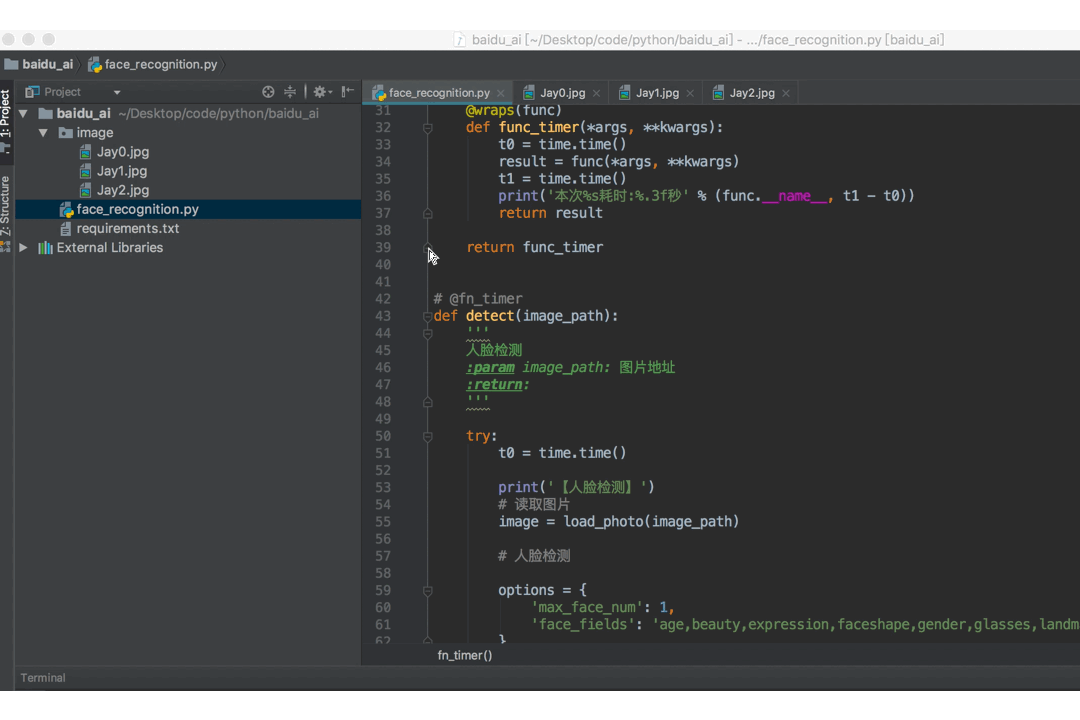 baidu_ai [~/Desktop/code/python/baidu_ai] - .../face_recognition.py [baidu_ai]
baidu_ai face_recognition.py
1: Project
Z: Structure
Project
baidu_ai ~/Desktop/code/python/baidu_ai
image
Jay0.jpg
Jay1.jpg
Jay2.jpg
face_recognition.py
requirements.txt
External Libraries
face_recognition.py Jay0.jpg Jay1.jpg Jay2.jpg
31 @wraps(func)
32 def func_timer(*args, **kwargs):
33 t0 = time.time()
34 result = func(*args, **kwargs)
35 t1 = time.time()
36 print('本次%s耗时:%.3f秒' % (func.__name__, t1 - t0))
37 return result
38
39 return func_timer
40
41
42 # @fn_timer
43 def detect(image_path):
44 '''
45 人脸检测
46 :param image_path: 图片地址
47 :return:
48 '''
49
50 try:
51 t0 = time.time()
52
53 print('【人脸检测】')
54 # 读取图片
55 image = load_photo(image_path)
56
57 # 人脸检测
58
59 options = {
60 'max_face_num': 1,
61 'face_fields': 'age,beauty,expression,faceshape,gender,glasses,landm
62 }
fn_timer()
Terminal